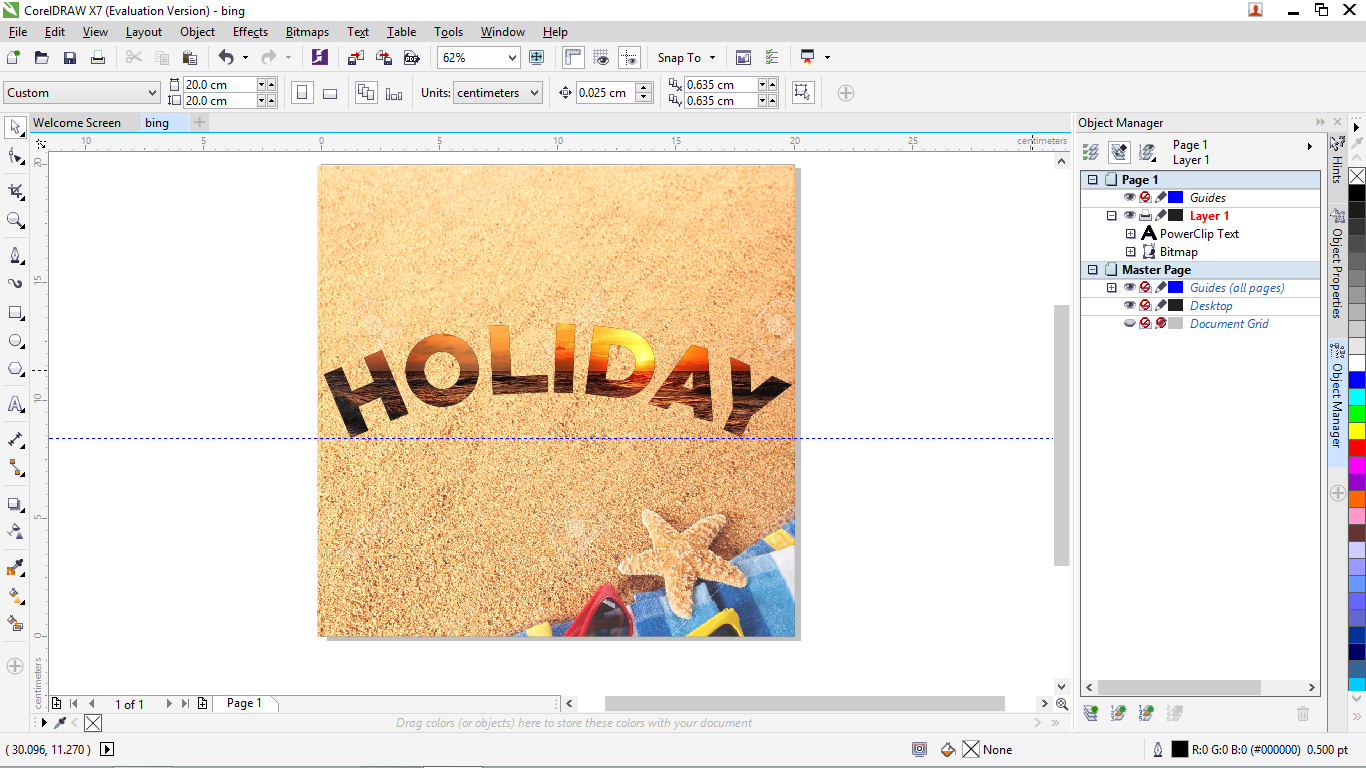 CorelDRAW X7 (Evaluation Version) - bing
File Edit View Layout Object Effects Bitmaps Text Table Tools Window Help
62% Snap To
Custom 20.0 cm 20.0 cm Units: centimeters 0.025 cm 0.635 cm 0.635 cm
Welcome Screen bing
10 5 0 5 10 15 20 25 centimeters
20
15
10
5
0
centimeters
HOLIDAY
Object Manager
Page 1
Layer 1
Page 1
Guides
Layer 1
PowerClip Text
Bitmap
Master Page
Guides (all pages)
Desktop
Document Grid
Hints
Object Properties
Object Manager
1 of 1 Page 1
Drag colors (or objects) here to store these colors with your document
( 30.096, 11.270 ) None R:0 G:0 B:0 (#000000) 0.500 pt